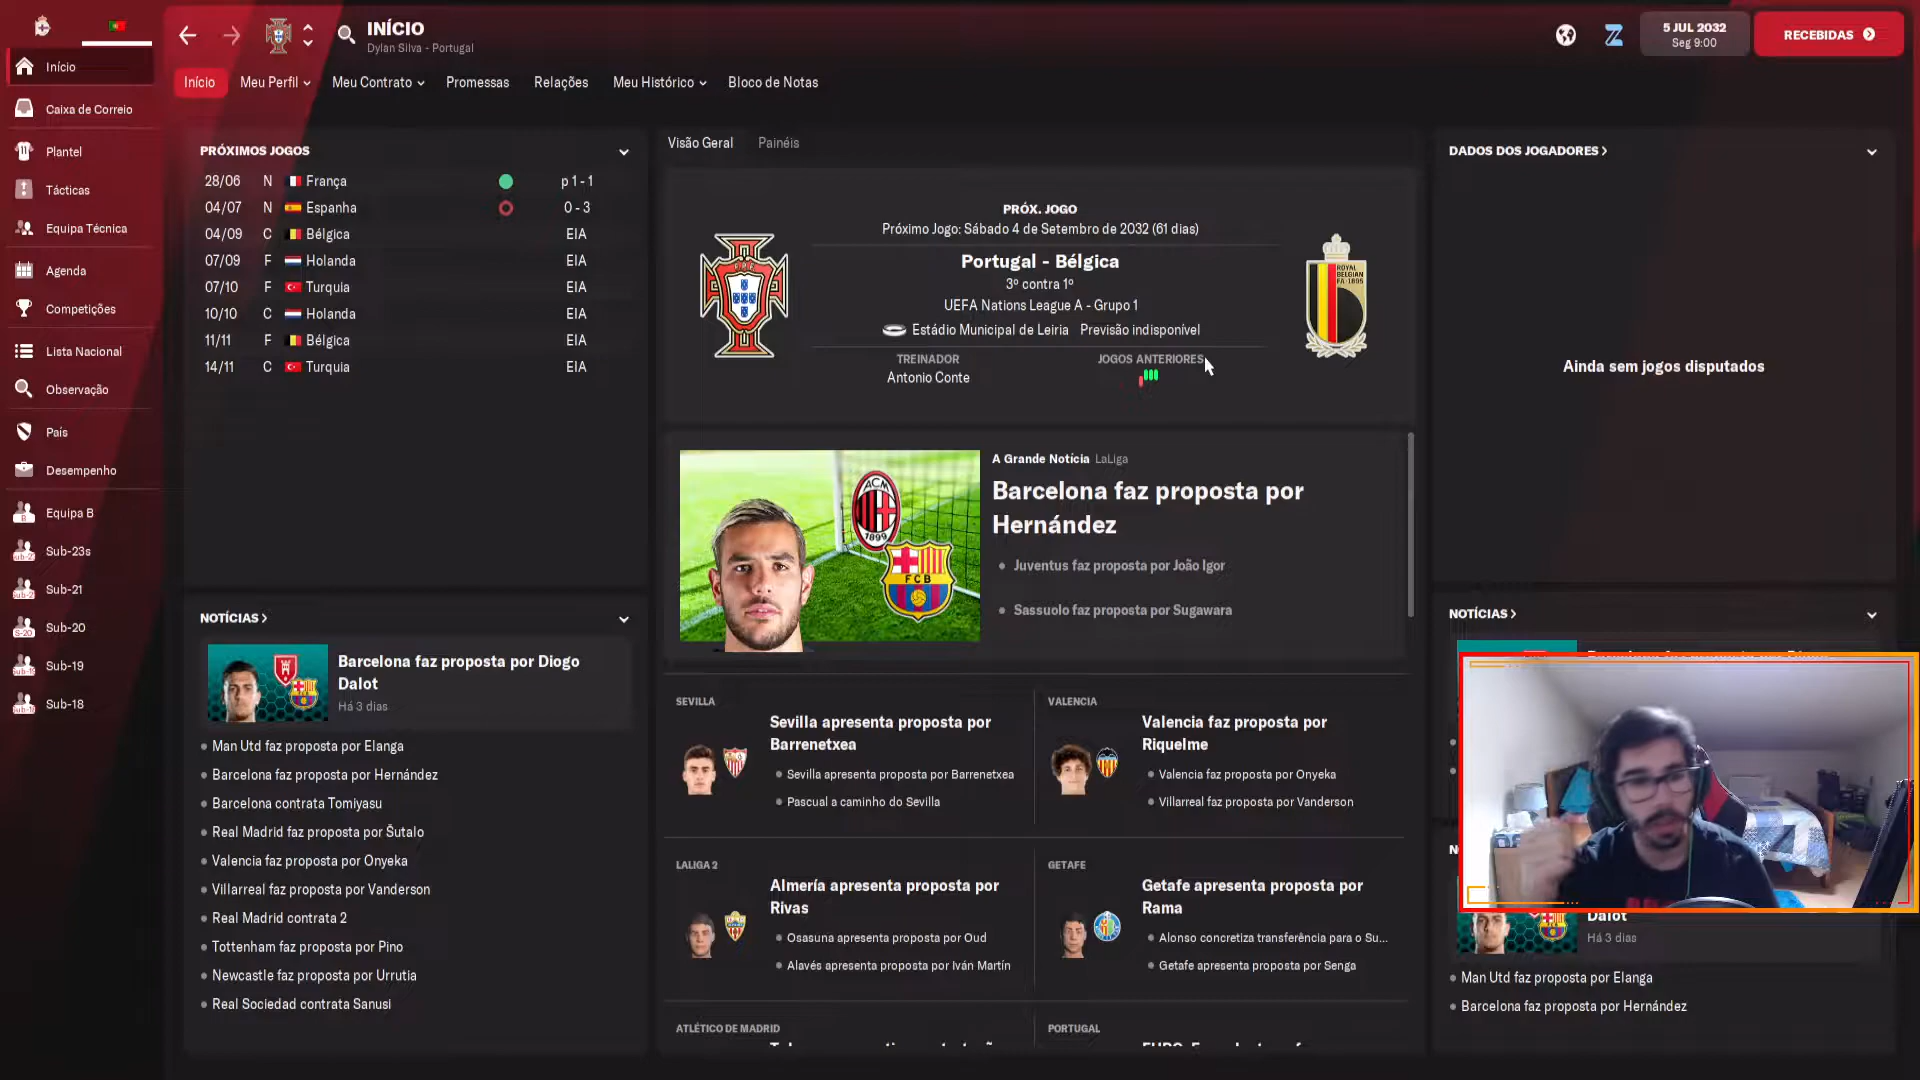 INÍCIO
Dylan Silva - Portugal
5 JUL 2032
Seg 9:00
RECEBIDAS
Início
Meu Perfil
Meu Contrato
Promessas
Relações
Meu Histórico
Bloco de Notas
Início
Caixa de Correio
Plantel
Tácticas
Equipa Técnica
Agenda
Competições
Lista Nacional
Observação
País
Desempenho
Equipa B
Sub-23s
Sub-21
Sub-20
Sub-19
Sub-18
PRÓXIMOS JOGOS
28/06 N França p 1 - 1
04/07 N Espanha 0 - 3
04/09 C Bélgica EIA
07/09 F Holanda EIA
07/10 F Turquia EIA
10/10 C Holanda EIA
11/11 F Bélgica EIA
14/11 C Turquia EIA
NOTÍCIAS >
Barcelona faz proposta por Diogo
Dalot
Há 3 dias
Man Utd faz proposta por Elanga
Barcelona faz proposta por Hernández
Barcelona contrata Tomiyasu
Real Madrid faz proposta por Šutalo
Valencia faz proposta por Onyeka
Villarreal faz proposta por Vanderson
Real Madrid contrata 2
Tottenham faz proposta por Pino
Newcastle faz proposta por Urrutia
Real Sociedad contrata Sanusi
Visão Geral
Painéis
PRÓX. JOGO
Próximo Jogo: Sábado 4 de Setembro de 2032 (61 dias)
Portugal - Bélgica
3º contra 1º
UEFA Nations League A - Grupo 1
Estádio Municipal de Leiria Previsão indisponível
TREINADOR
Antonio Conte
JOGOS ANTERIORES
ROYAL
BELGIAN
FA-1895
ACM
1899
FCB
A Grande Notícia LaLiga
Barcelona faz proposta por
Hernández
Juventus faz proposta por João Igor
Sassuolo faz proposta por Sugawara
SEVILLA
Sevilla apresenta proposta por
Barrenetxea
Sevilla apresenta proposta por Barrenetxea
Pascual a caminho do Sevilla
VALENCIA
Valencia faz proposta por
Riquelme
Valencia faz proposta por Onyeka
Villarreal faz proposta por Vanderson
LALIGA 2
Almería apresenta proposta por
Rivas
Osasuna apresenta proposta por Oud
Alavés apresenta proposta por Iván Martín
GETAFE
Getafe apresenta proposta por
Rama
Alonso concretiza transferência para o Su...
Getafe apresenta proposta por Senga
ATLÉTICO DE MADRID
PORTUGAL
DADOS DOS JOGADORES >
Ainda sem jogos disputados
NOTÍCIAS >
Dalot
Há 3 dias
Man Utd faz proposta por Elanga
Barcelona faz proposta por Hernández